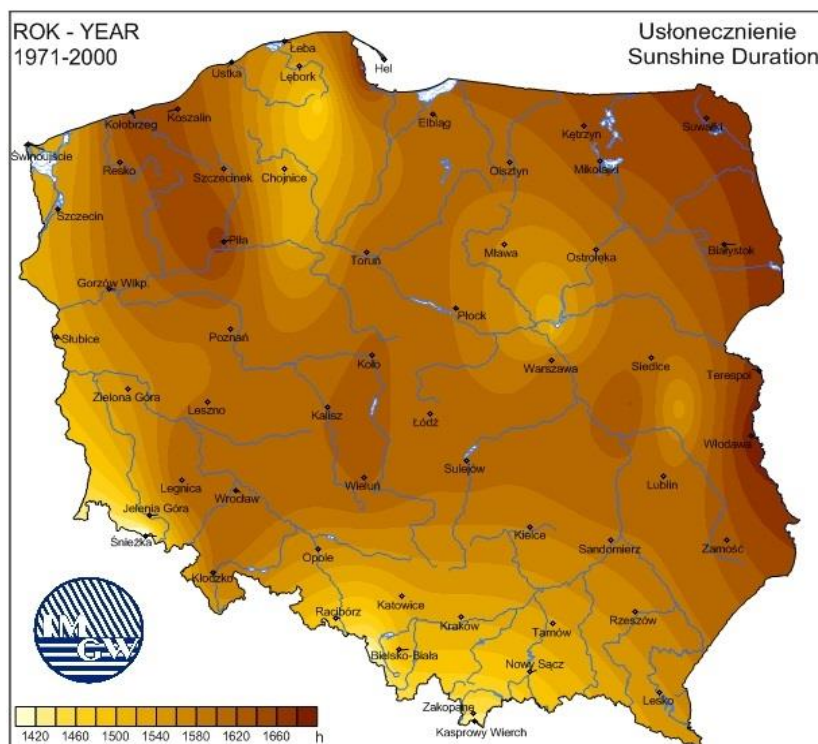 ROK - YEAR
1971-2000
Usłonecznienie
Sunshine Duration
Łeba
Ustka
Lębork
Hel
Kołobrzeg
Koszalin
Elbląg
Kętrzyn
Suwałki
Świnoujście
Resko
Szczecinek
Chojnice
Olsztyn
Mikołajki
Szczecin
Piła
Toruń
Mława
Ostrołęka
Białystok
Gorzów Wlkp.
Płock
Słubice
Poznań
Koło
Warszawa
Siedlce
Terespol
Zielona Góra
Leszno
Kalisz
Łódź
Włodawa
Sulejów
Legnica
Wrocław
Wieluń
Lublin
Jelenia Góra
Śnieżka
Opole
Kielce
Sandomierz
Zamość
Kłodzko
Racibórz
Katowice
Kraków
Tarnów
Rzeszów
Bielsko-Biała
Nowy Sącz
Lesko
Zakopane
Kasprowy Wierch
IM
GW
1420 1460 1500 1540 1580 1620 1660 h